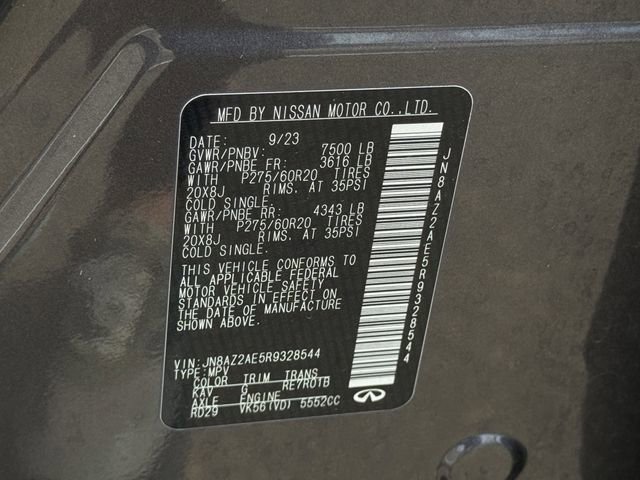 MFD BY NISSAN MOTOR CO.,LTD.
DATE: 9/23
GVWR/PNBV: 7500 LB
GAWR/PNBE FR: 3616 LB
WITH P275/60R20 TIRES
20X8J RIMS, AT 35PSI
COLD SINGLE.
GAWR/PNBE RR: 4343 LB
WITH P275/60R20 TIRES
20X8J RIMS, AT 35PSI
COLD SINGLE.
THIS VEHICLE CONFORMS TO
ALL APPLICABLE FEDERAL
MOTOR VEHICLE SAFETY
STANDARDS IN EFFECT ON
THE DATE OF MANUFACTURE
SHOWN ABOVE.
VIN:JN8AZ2AE5R9328544
TYPE:MPV
COLOR TRIM TRANS
KAV G RE7R01B
AXLE ENGINE
RD29 VK56(VD) 5552CC
JN8AZ2AE5R9328544